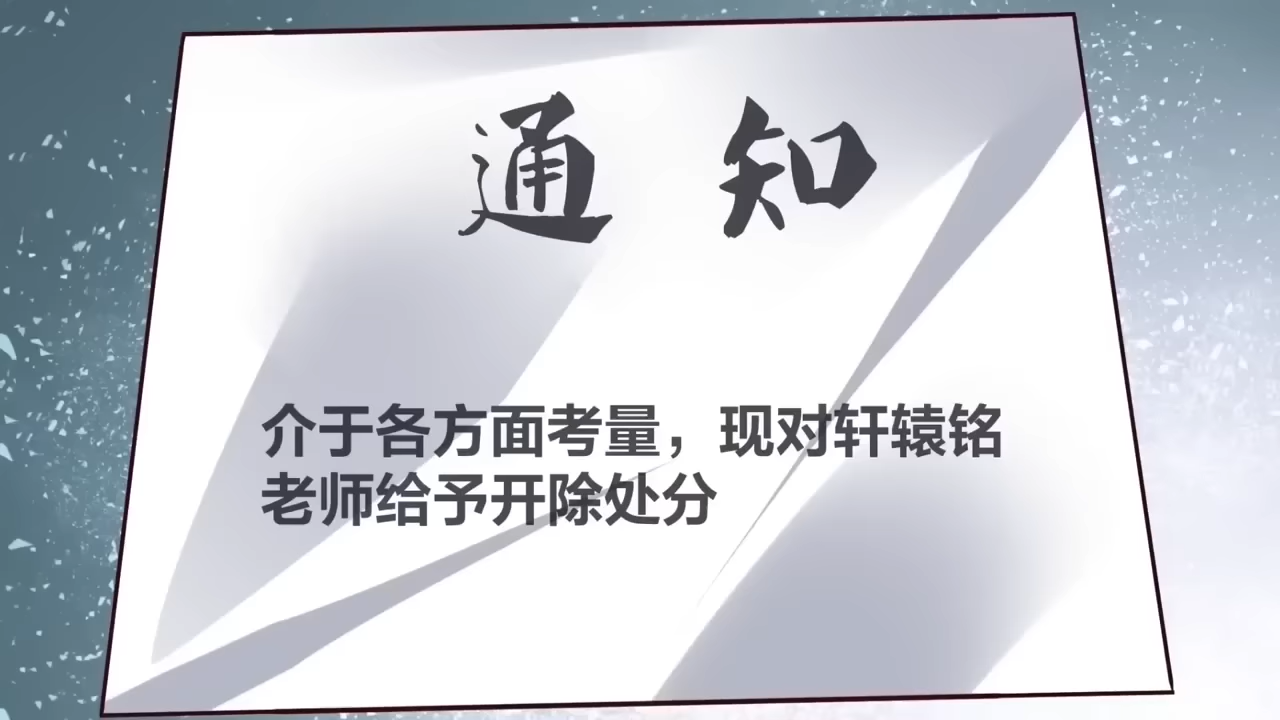 通知
介于各方面考量，现对轩辕铭
老师给予开除处分